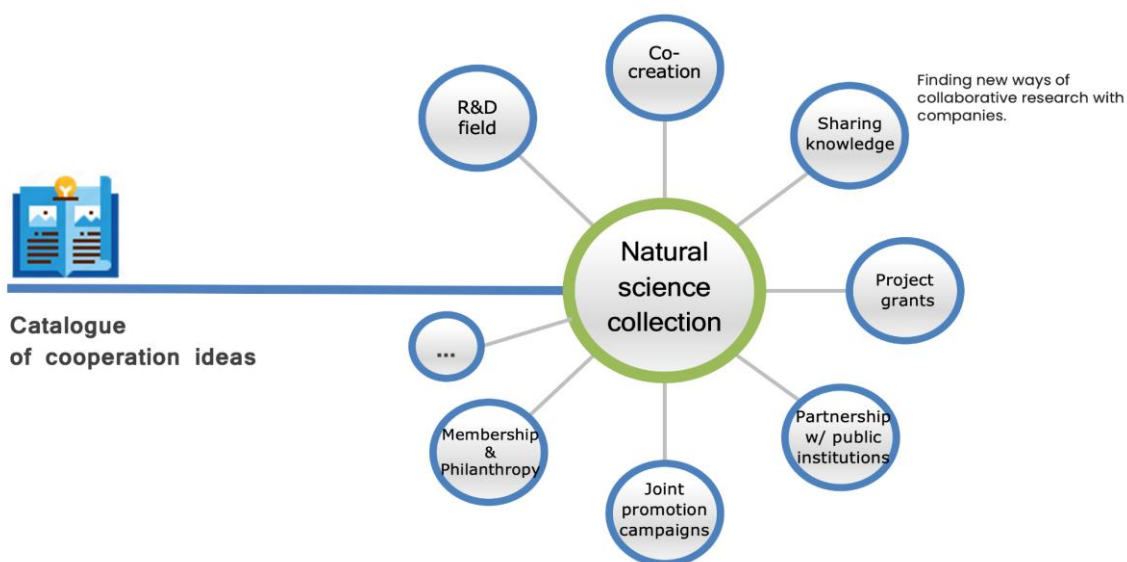 Co-
creation
R&D
field
Sharing
knowledge
Finding new ways of
collaborative research with
companies.
Natural
science
collection
Project
grants
Catalogue
of cooperation ideas
...
Membership
&
Philanthropy
Joint
promotion
campaigns
Partnership
w/ public
institutions